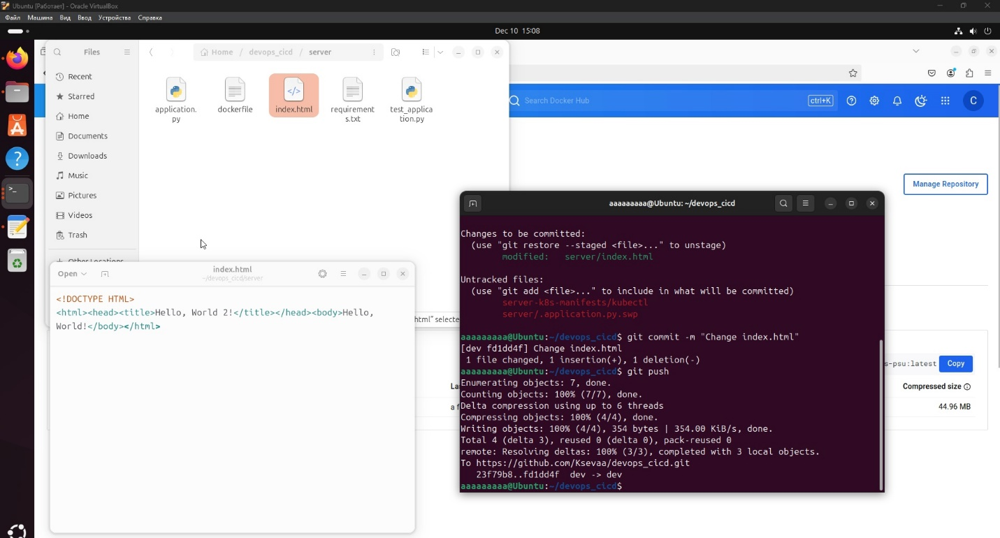 Ubuntu [Работает] - Oracle VirtualBox
Файл Машина Вид Ввод Устройства Справка
Dec 10 15:08
Files
Home / devops_cicd / server
Recent
Starred
Home
Documents
Downloads
Music
Pictures
Videos
Trash
Other Locations
application.
py
dockerfile
index.html
requirement
s.txt
test_applica
tion.py
Search Docker Hub
ctrl+K
C
Manage Repository
html” selecte
s-psu:latest
Copy
La
Compressed size
a f
44.96 MB
Open
index.html
~/devops_cicd/server
<!DOCTYPE HTML>
<html><head><title>Hello, World 2!</title></head><body>Hello,
World!</body></html>
aaaaaaaaa@Ubuntu: ~/devops_cicd
Changes to be committed:
(use "git restore --staged <file>..." to unstage)
modified: server/index.html
Untracked files:
(use "git add <file>..." to include in what will be committed)
server-k8s-manifests/kubectl
server/.application.py.swp
aaaaaaaaa@Ubuntu:~/devops_cicd$ git commit -m "Change index.html"
[dev fd1dd4f] Change index.html
1 file changed, 1 insertion(+), 1 deletion(-)
aaaaaaaaa@Ubuntu:~/devops_cicd$ git push
Enumerating objects: 7, done.
Counting objects: 100% (7/7), done.
Delta compression using up to 6 threads
Compressing objects: 100% (4/4), done.
Writing objects: 100% (4/4), 354 bytes | 354.00 KiB/s, done.
Total 4 (delta 3), reused 0 (delta 0), pack-reused 0
remote: Resolving deltas: 100% (3/3), completed with 3 local objects.
To https://github.com/Ksevaa/devops_cicd.git
23f79b8..fd1dd4f dev -> dev
aaaaaaaaa@Ubuntu:~/devops_cicd$